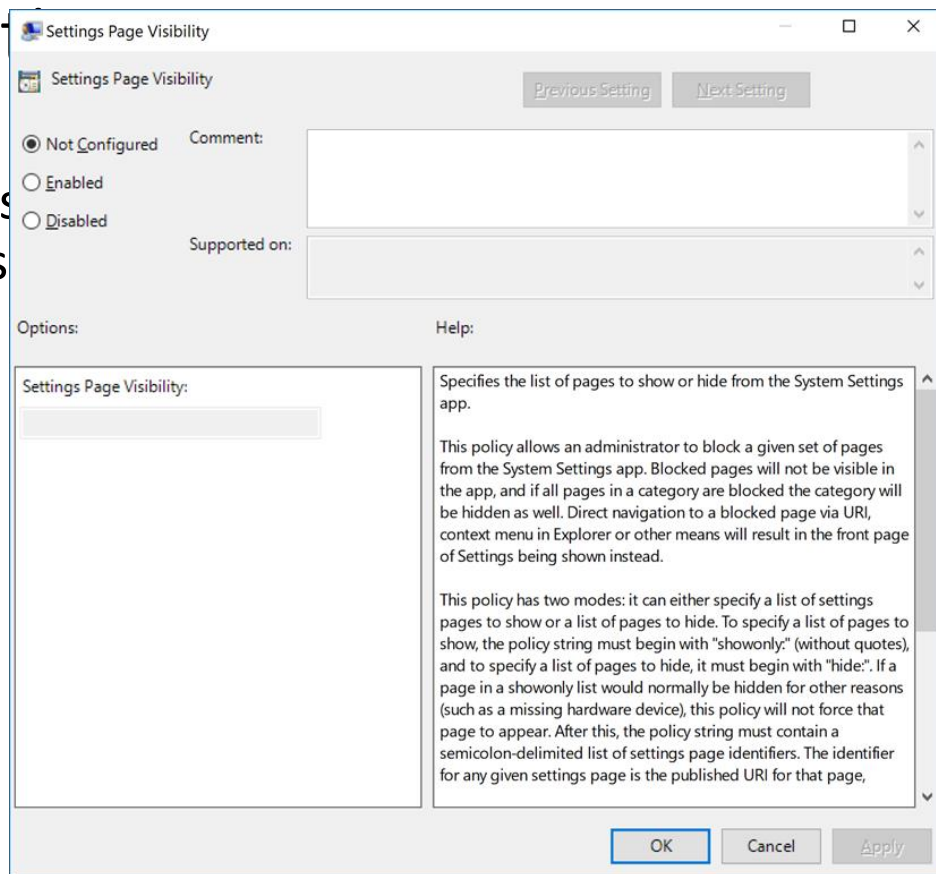 Settings Page Visibility
Settings Page Visibility
Previous Setting
Next Setting
Not Configured
Comment:
Enabled
Disabled
Supported on:
Options:
Help:
Settings Page Visibility:
Specifies the list of pages to show or hide from the System Settings
app.
This policy allows an administrator to block a given set of pages
from the System Settings app. Blocked pages will not be visible in
the app, and if all pages in a category are blocked the category will
be hidden as well. Direct navigation to a blocked page via URI,
context menu in Explorer or other means will result in the front page
of Settings being shown instead.
This policy has two modes: it can either specify a list of settings
pages to show or a list of pages to hide. To specify a list of pages to
show, the policy string must begin with "showonly:" (without quotes),
and to specify a list of pages to hide, it must begin with "hide:". If a
page in a showonly list would normally be hidden for other reasons
(such as a missing hardware device), this policy will not force that
page to appear. After this, the policy string must contain a
semicolon-delimited list of settings page identifiers. The identifier
for any given settings page is the published URI for that page,
OK
Cancel
Apply